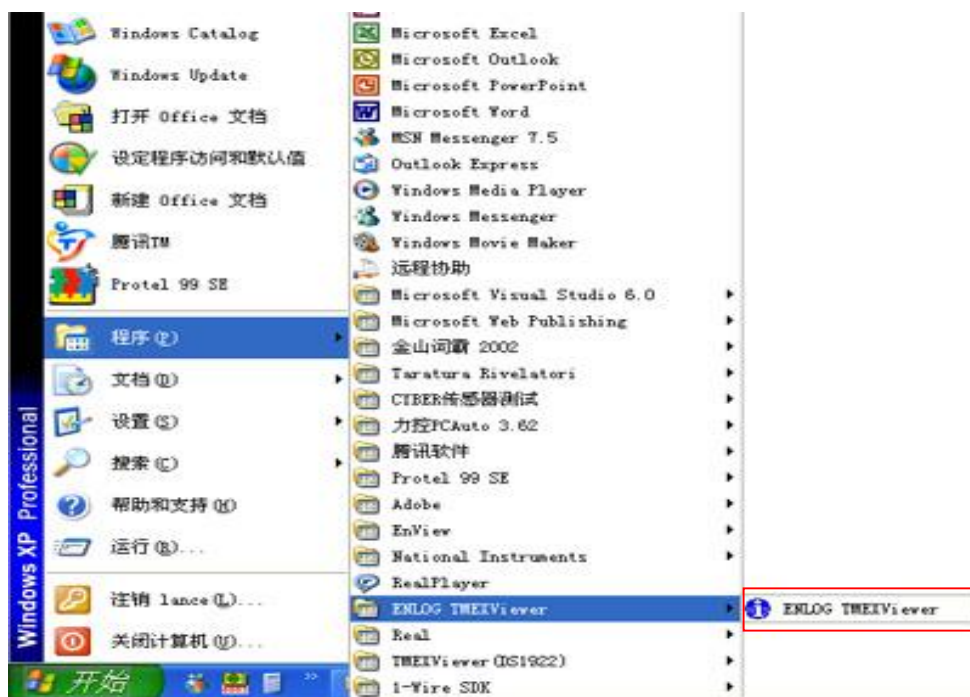 Windows Catalog
Windows Update
打开 Office 文档
设定程序访问和默认值
新建 Office 文档
腾讯TM
Protel 99 SE
程序(P)
文档(D)
设置(S)
搜索(C)
帮助和支持(H)
运行(R)...
注销 lance(L)...
关闭计算机(U)...
Windows XP Professional
开始
Microsoft Excel
Microsoft Outlook
Microsoft PowerPoint
Microsoft Word
MSN Messenger 7.5
Outlook Express
Windows Media Player
Windows Messenger
Windows Movie Maker
远程协助
Microsoft Visual Studio 6.0
Microsoft Web Publishing
金山词霸 2002
Taratura Rivelatori
CYBER传感器测试
力控PCAuto 3.62
腾讯软件
Protel 99 SE
Adobe
EnView
National Instruments
RealPlayer
ENLOG TMEXViewer
Real
TMEXViewer(DS1922)
1-Wire SDK
ENLOG TMEXViewer